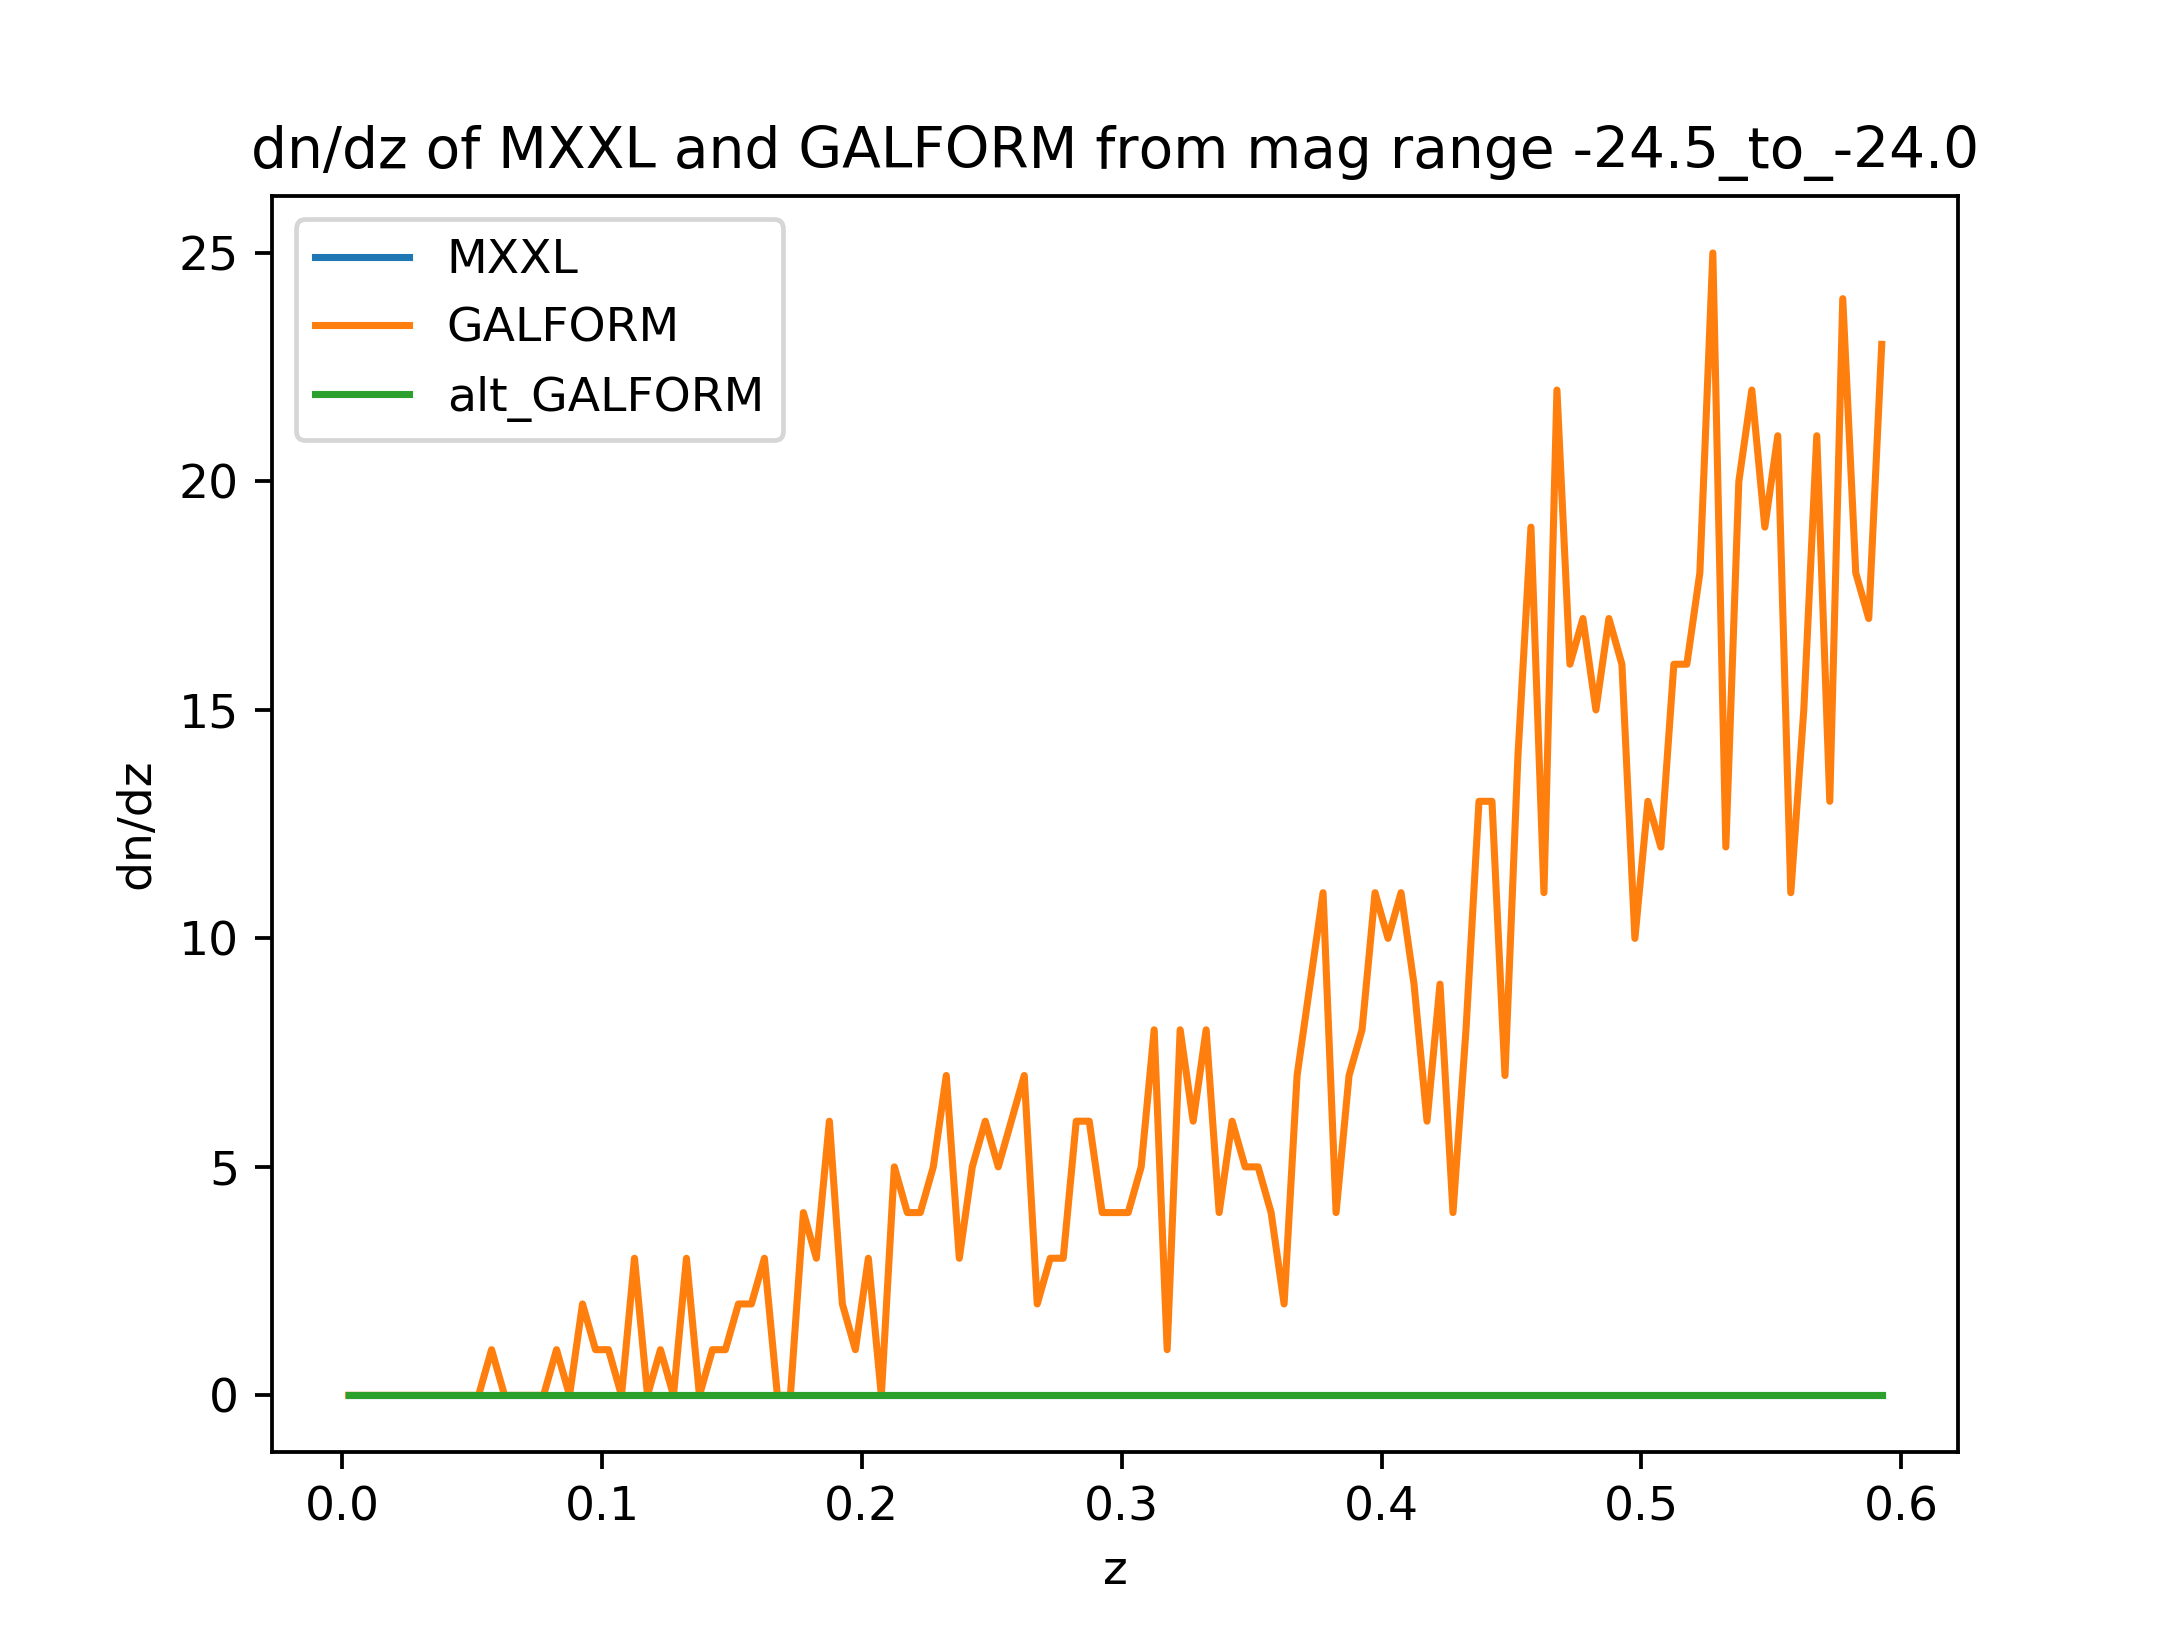 dn/dz of MXXL and GALFORM from mag range -24.5_to_-24.0
MXXL
GALFORM
alt_GALFORM
25
20
15
10
5
0
dn/dz
0.0 0.1 0.2 0.3 0.4 0.5 0.6
z